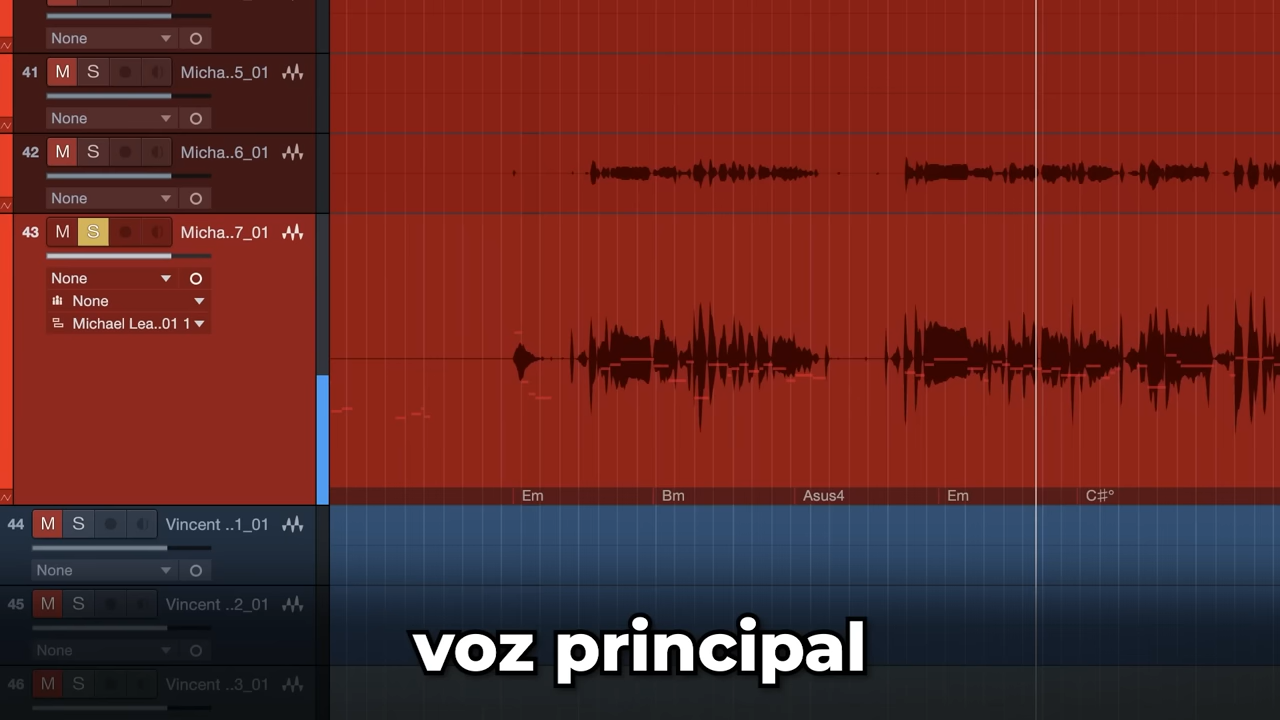 None
41 M S Micha..5_01
None
42 M S Micha..6_01
None
43 M S Micha..7_01
None
None
Michael Lea..01 1
Em Bm Asus4 Em C♯°
44 M S Vincent ..1_01
None
45 M S Vincent ..2_01
None
46 M S Vincent ..3_01
voz principal